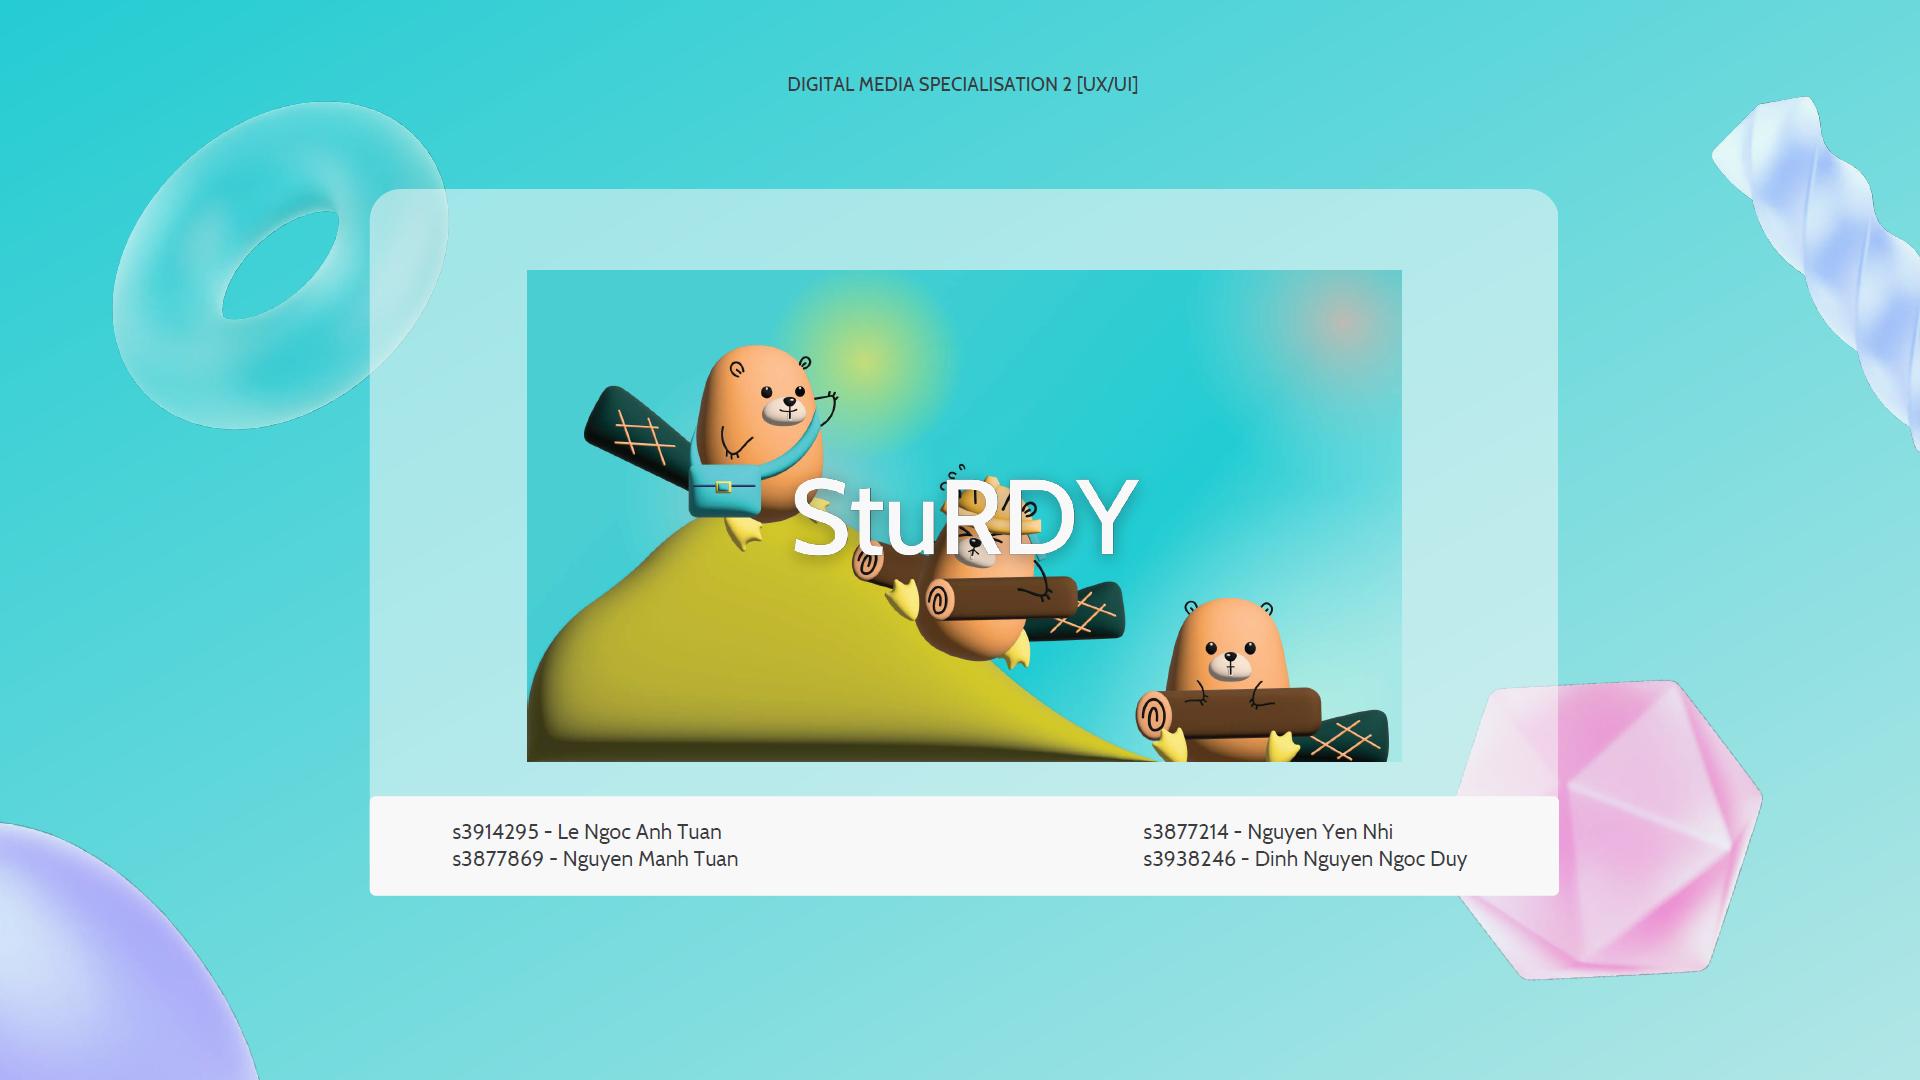 DIGITAL MEDIA SPECIALISATION 2 [UX/UI]
StuRDY
s3914295 - Le Ngoc Anh Tuan
s3877869 - Nguyen Manh Tuan
s3877214 - Nguyen Yen Nhi
s3938246 - Dinh Nguyen Ngoc Duy